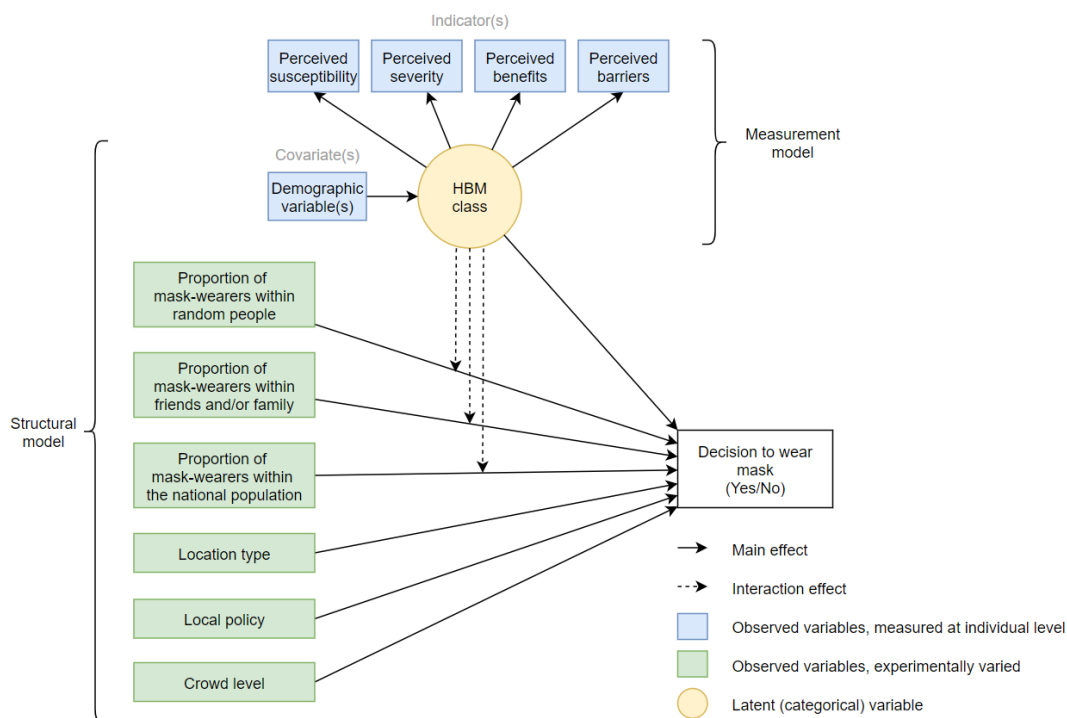 Indicator(s)
Perceived
susceptibility
Perceived
severity
Perceived
benefits
Perceived
barriers
Measurement
model
Covariate(s)
Demographic
variable(s)
HBM
class
Structural
model
Proportion of
mask-wearers within
random people
Proportion of
mask-wearers within
friends and/or family
Proportion of
mask-wearers within
the national population
Location type
Local policy
Crowd level
Decision to wear
mask
(Yes/No)
Main effect
Interaction effect
Observed variables, measured at individual level
Observed variables, experimentally varied
Latent (categorical) variable